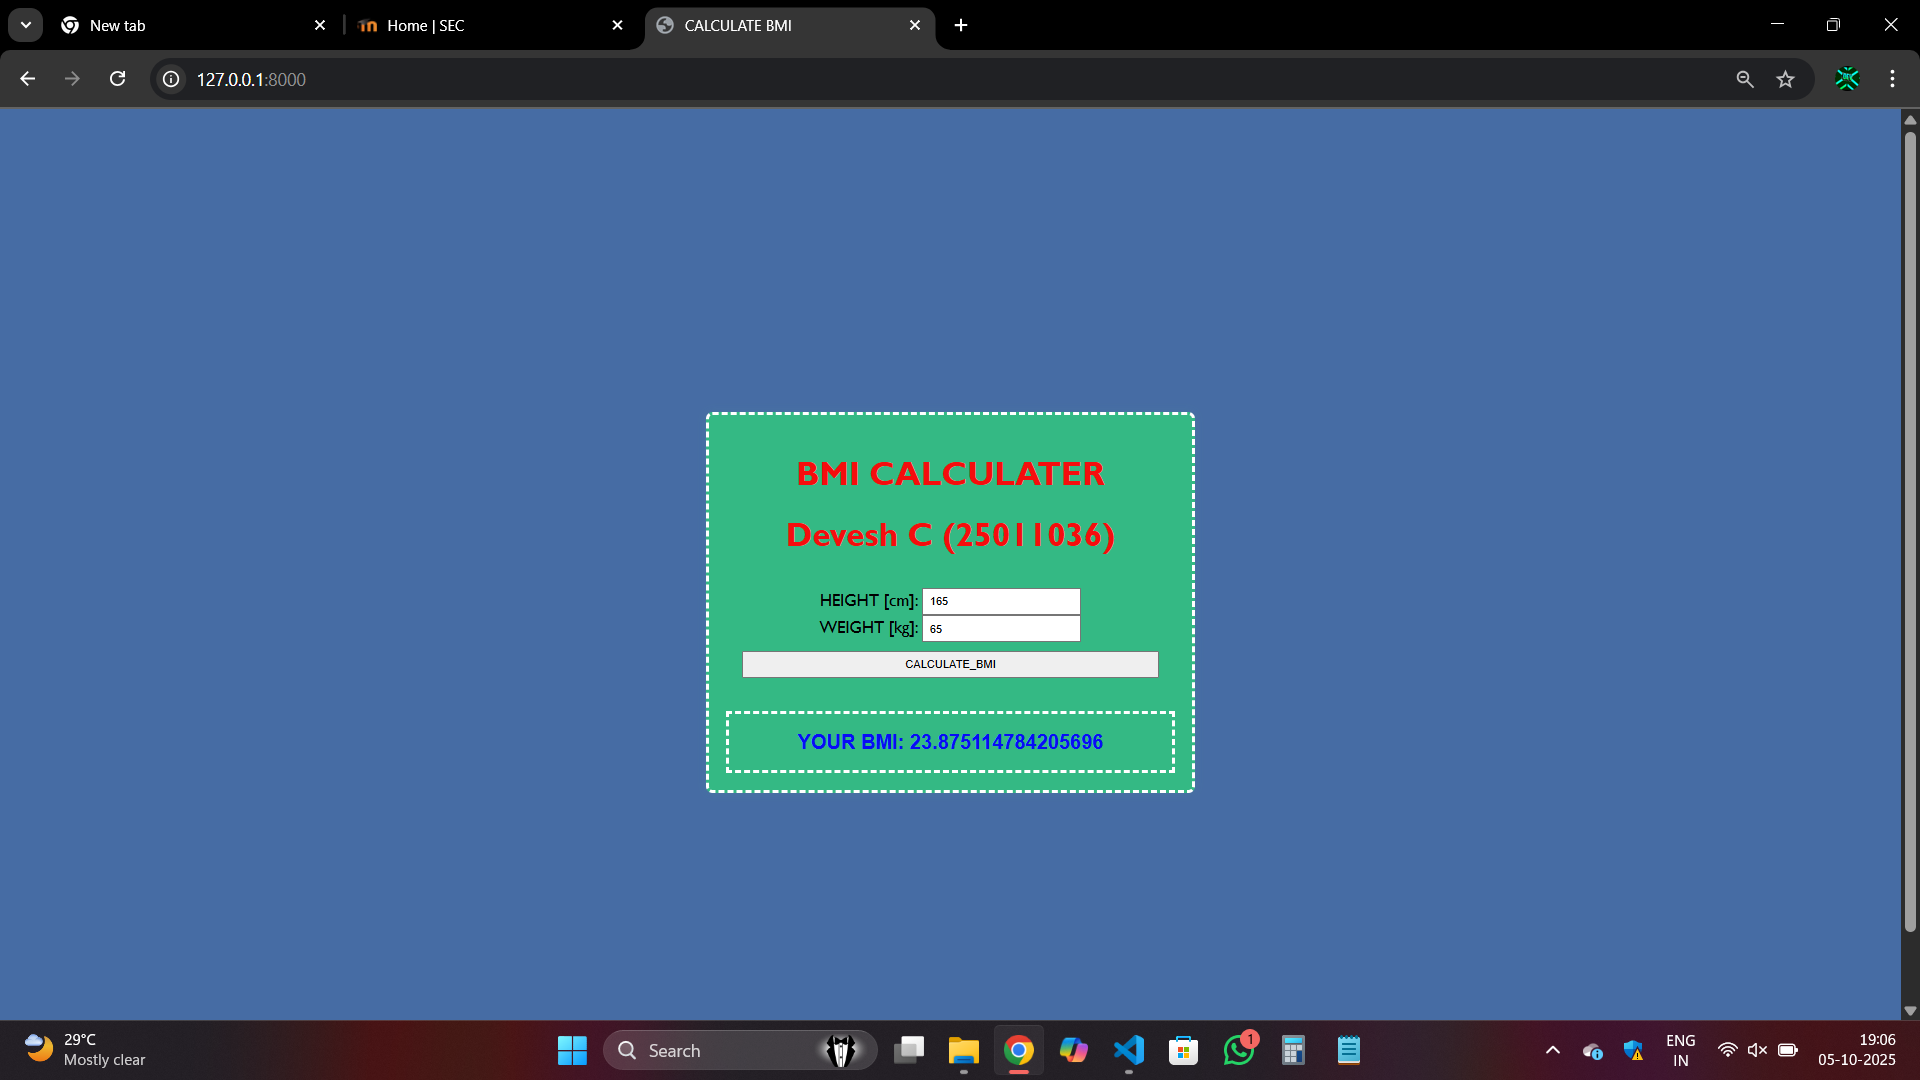 New tab
Home | SEC
CALCULATE BMI
127.0.0.1:8000
BMI CALCULATER
Devesh C (25011036)
HEIGHT [cm]: 165
WEIGHT [kg]: 65
CALCULATE_BMI
YOUR BMI: 23.875114784205696
29°C
Mostly clear
Search
1
ENG
IN
19:06
05-10-2025